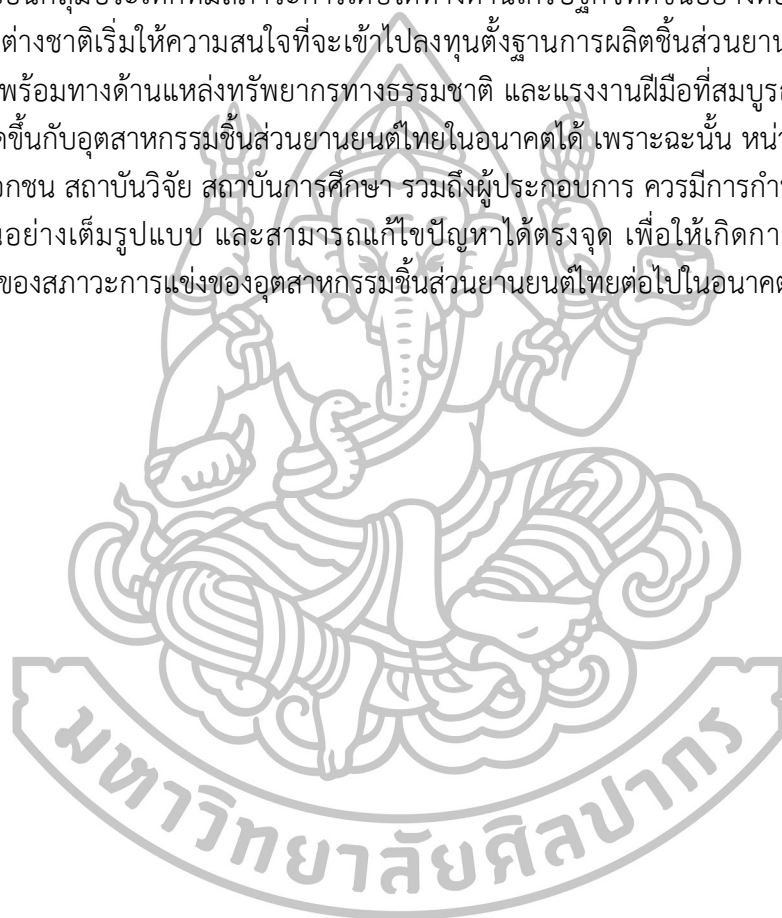 ต่างชาติเริ่มให้ความสนใจที่จะเข้าไปลงทุนตั้งฐานการผลิตชิ้นส่วนยาน
พร้อมทางด้านแหล่งทรัพยากรทางธรรมชาติ และแรงงานฝีมือที่สมบูร
ขึ้นกับอุตสาหกรรมชิ้นส่วนยานยนต์ไทยในอนาคตได้ เพราะฉะนั้น หน่
อกชน สถาบันวิจัย สถาบันการศึกษา รวมถึงผู้ประกอบการ ควรมีการกำ
อย่างเต็มรูปแบบ และสามารถแก้ไขปัญหาได้ตรงจุด เพื่อให้เกิดกา
ของสภาวะการแข่งของอุตสาหกรรมชิ้นส่วนยานยนต์ไทยต่อไปในอนาคต
มหาวิทยาลัยศิลปากร